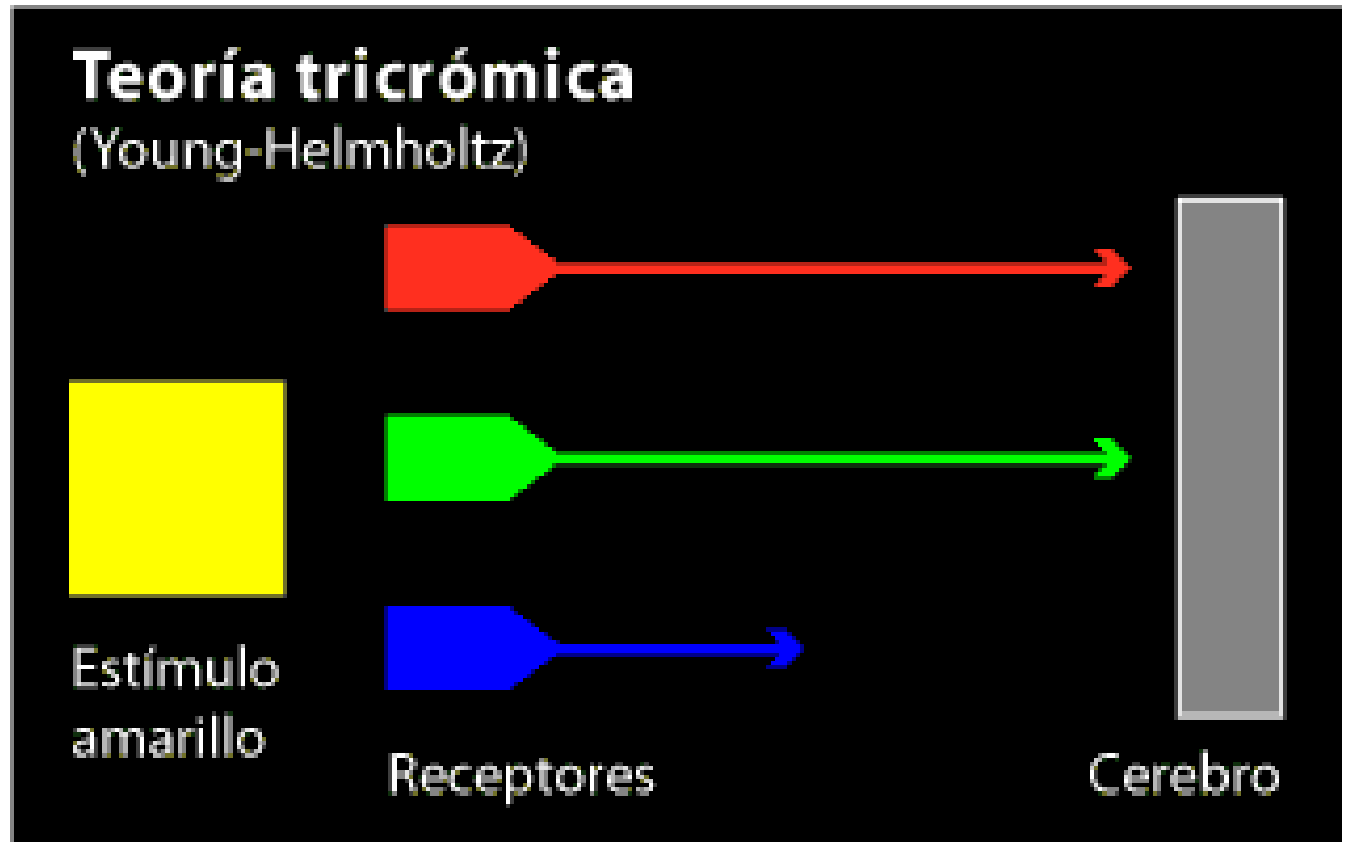 Teoría tricrómica
(Young-Helmholtz)
Estímulo
amarillo
Receptores
Cerebro